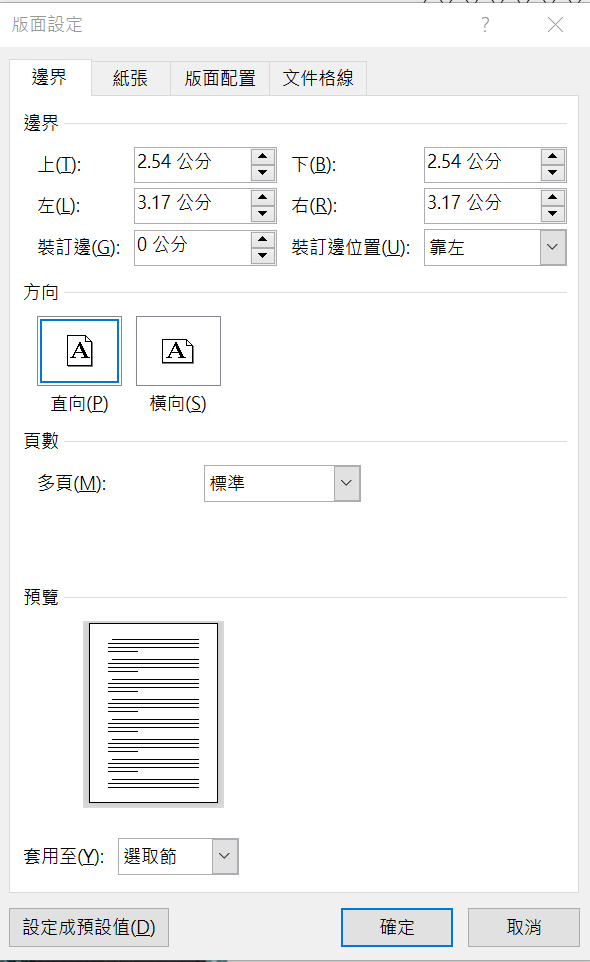 版面設定 ?
邊界 紙張 版面配置 文件格線
邊界
上(T): 2.54 公分 下(B): 2.54 公分
左(L): 3.17 公分 右(R): 3.17 公分
裝訂邊(G): 0 公分 裝訂邊位置(U): 靠左
方向
A A
直向(P) 橫向(S)
頁數
多頁(M): 標準
預覽
套用至(Y): 選取節
設定成預設值(D) 確定 取消